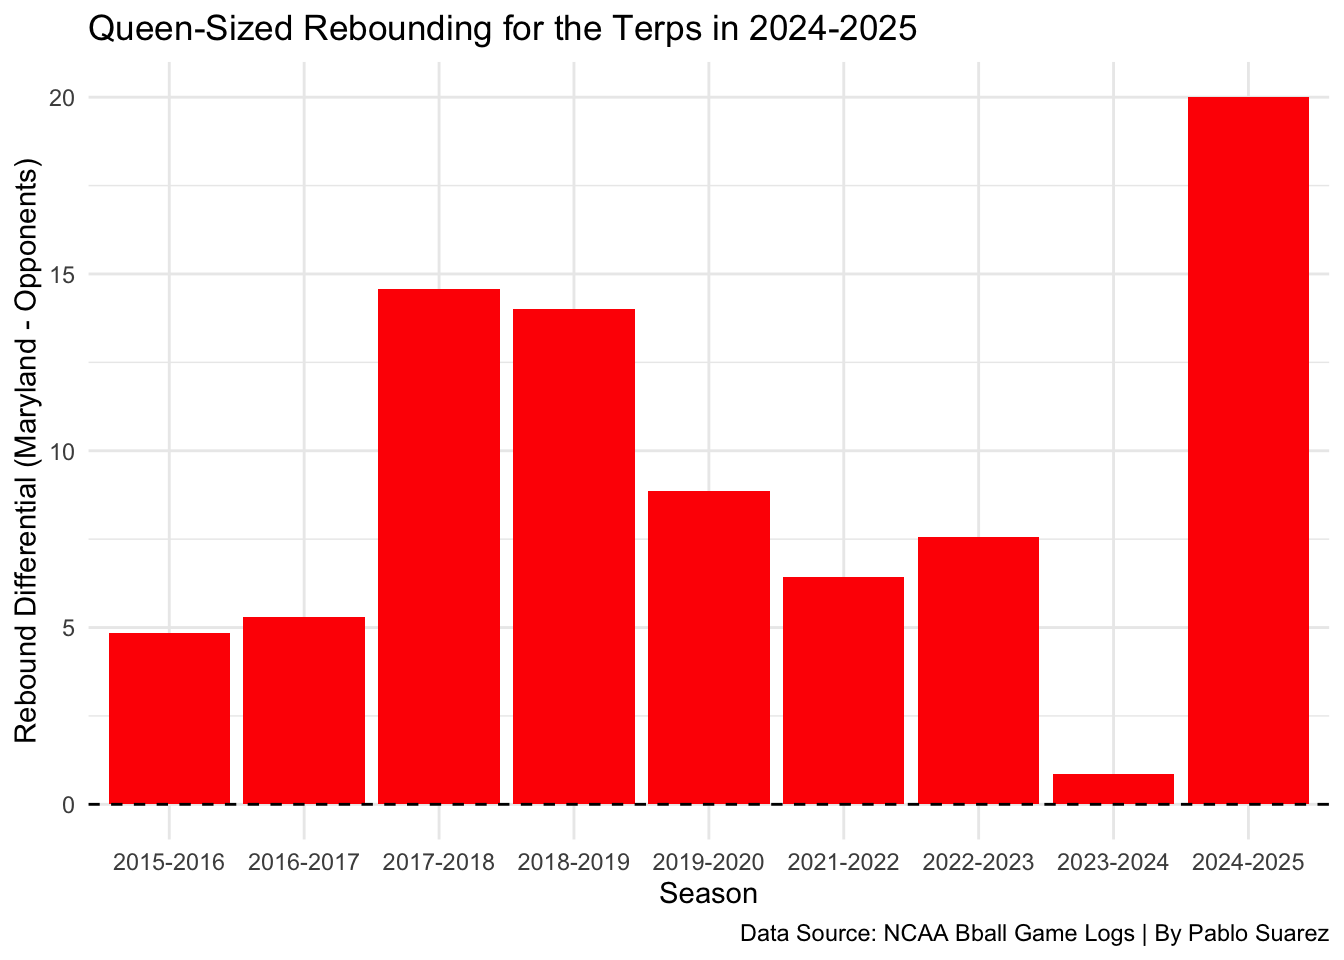 Queen-Sized Rebounding for the Terps in 2024-2025
Rebound Differential (Maryland - Opponents)
20
15
10
5
0
2015-2016 2016-2017 2017-2018 2018-2019 2019-2020 2021-2022 2022-2023 2023-2024 2024-2025
Season
Data Source: NCAA Bball Game Logs | By Pablo Suarez